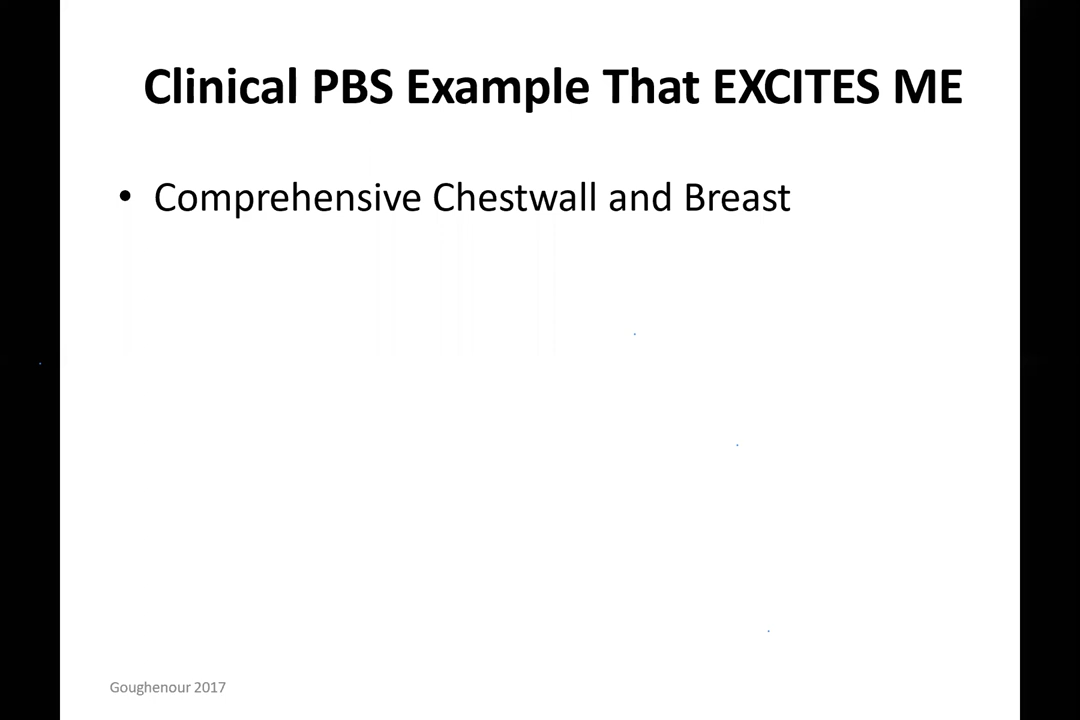 Clinical PBS Example That EXCITES ME
• Comprehensive Chestwall and Breast
Goughenour 2017